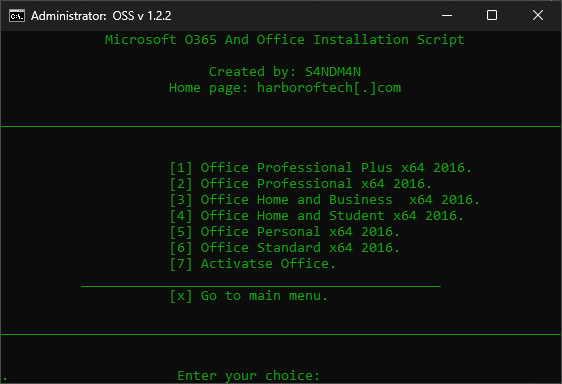 Administrator: OSS v 1.2.2
Microsoft O365 And Office Installation Script
Created by: S4NDM4N
Home page: harboroftech[.]com
[1] Office Professional Plus x64 2016.
[2] Office Professional x64 2016.
[3] Office Home and Business  x64 2016.
[4] Office Home and Student x64 2016.
[5] Office Personal x64 2016.
[6] Office Standard x64 2016.
[7] Activatse Office.
[x] Go to main menu.
. Enter your choice: